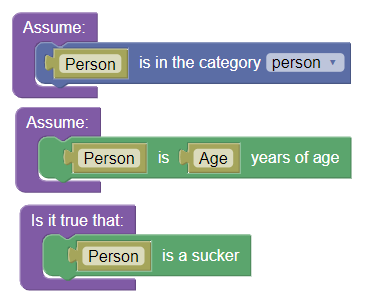 Assume:
Person is in the category person
Assume:
Person is Age years of age
Is it true that:
Person is a sucker